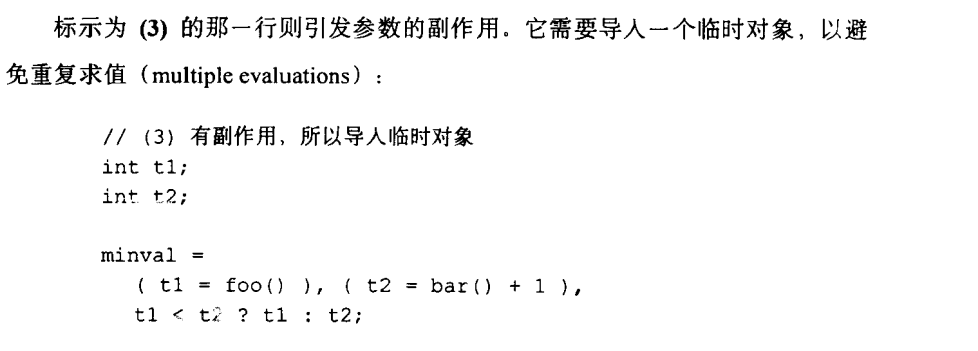 标示为 (3) 的那一行则引发参数的副作用。它需要导入一个临时对象，以避
免重复求值（multiple evaluations）：
// (3) 有副作用，所以导入临时对象
int t1;
int t2;
minval =
( t1 = foo() ), ( t2 = bar() + 1 ),
t1 < t2 ? t1 : t2;